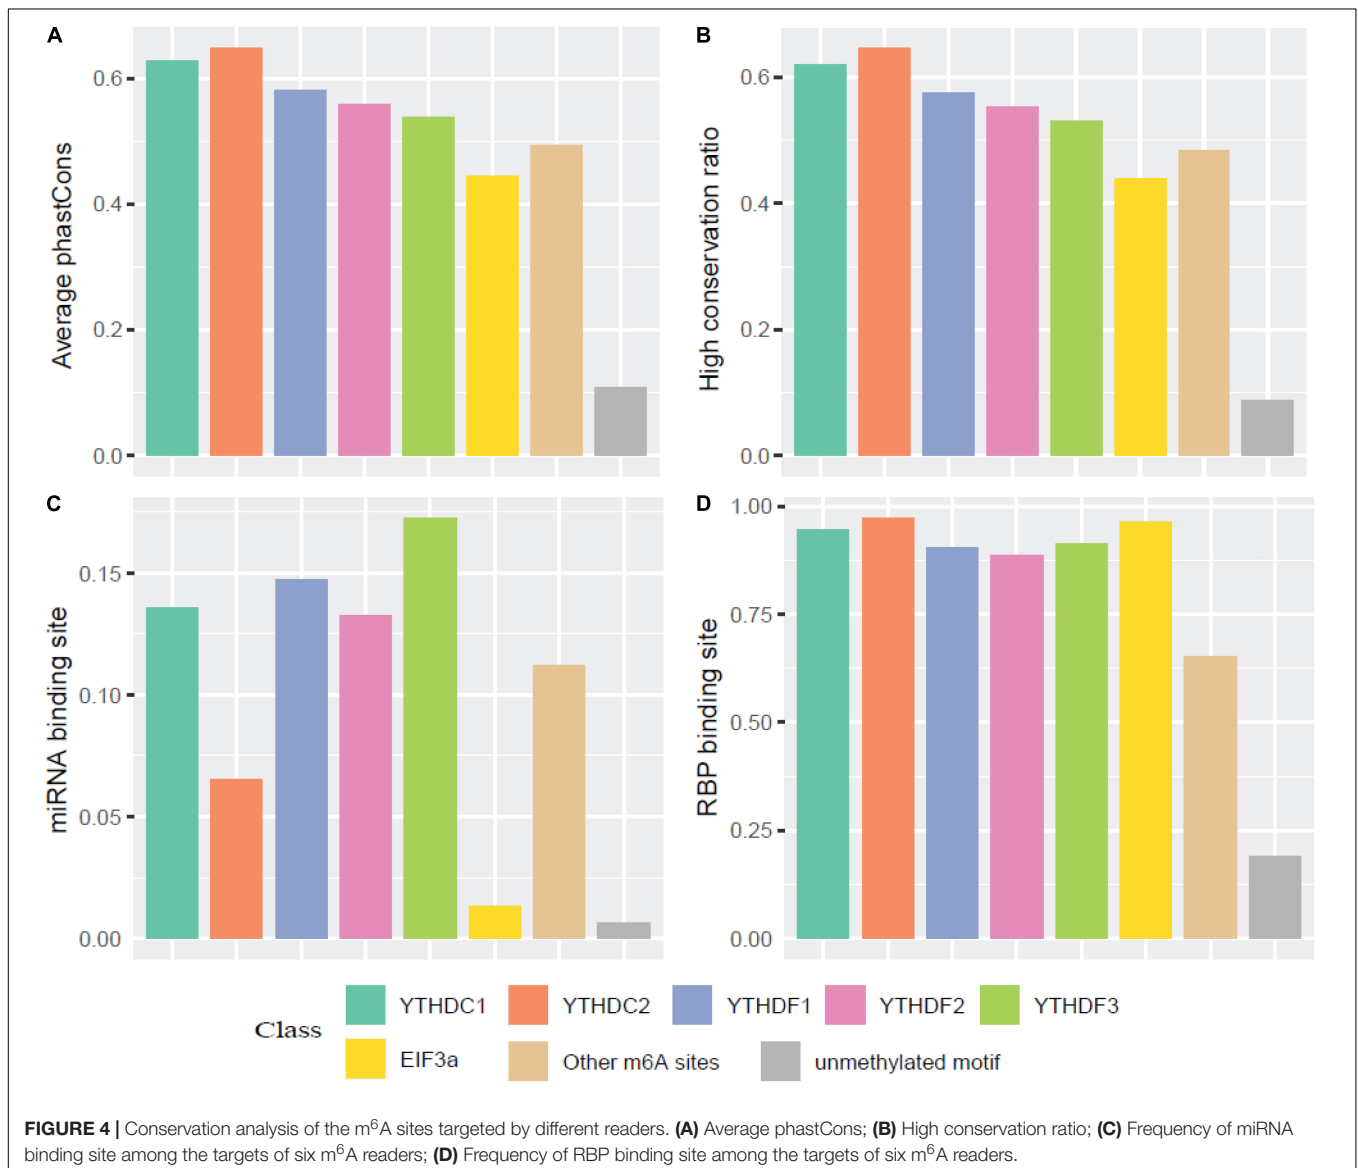 A
Average phastCons
0.6
0.4
0.2
0.0
B
High conservation ratio
0.6
0.4
0.2
0.0
C
miRNA binding site
0.15
0.10
0.05
0.00
D
RBP binding site
1.00
0.75
0.50
0.25
0.00
Class
YTHDC1 YTHDC2 YTHDF1 YTHDF2 YTHDF3
EIF3a Other m6A sites unmethylated motif
FIGURE 4 | Conservation analysis of the m⁶A sites targeted by different readers. (A) Average phastCons; (B) High conservation ratio; (C) Frequency of miRNA
binding site among the targets of six m⁶A readers; (D) Frequency of RBP binding site among the targets of six m⁶A readers.